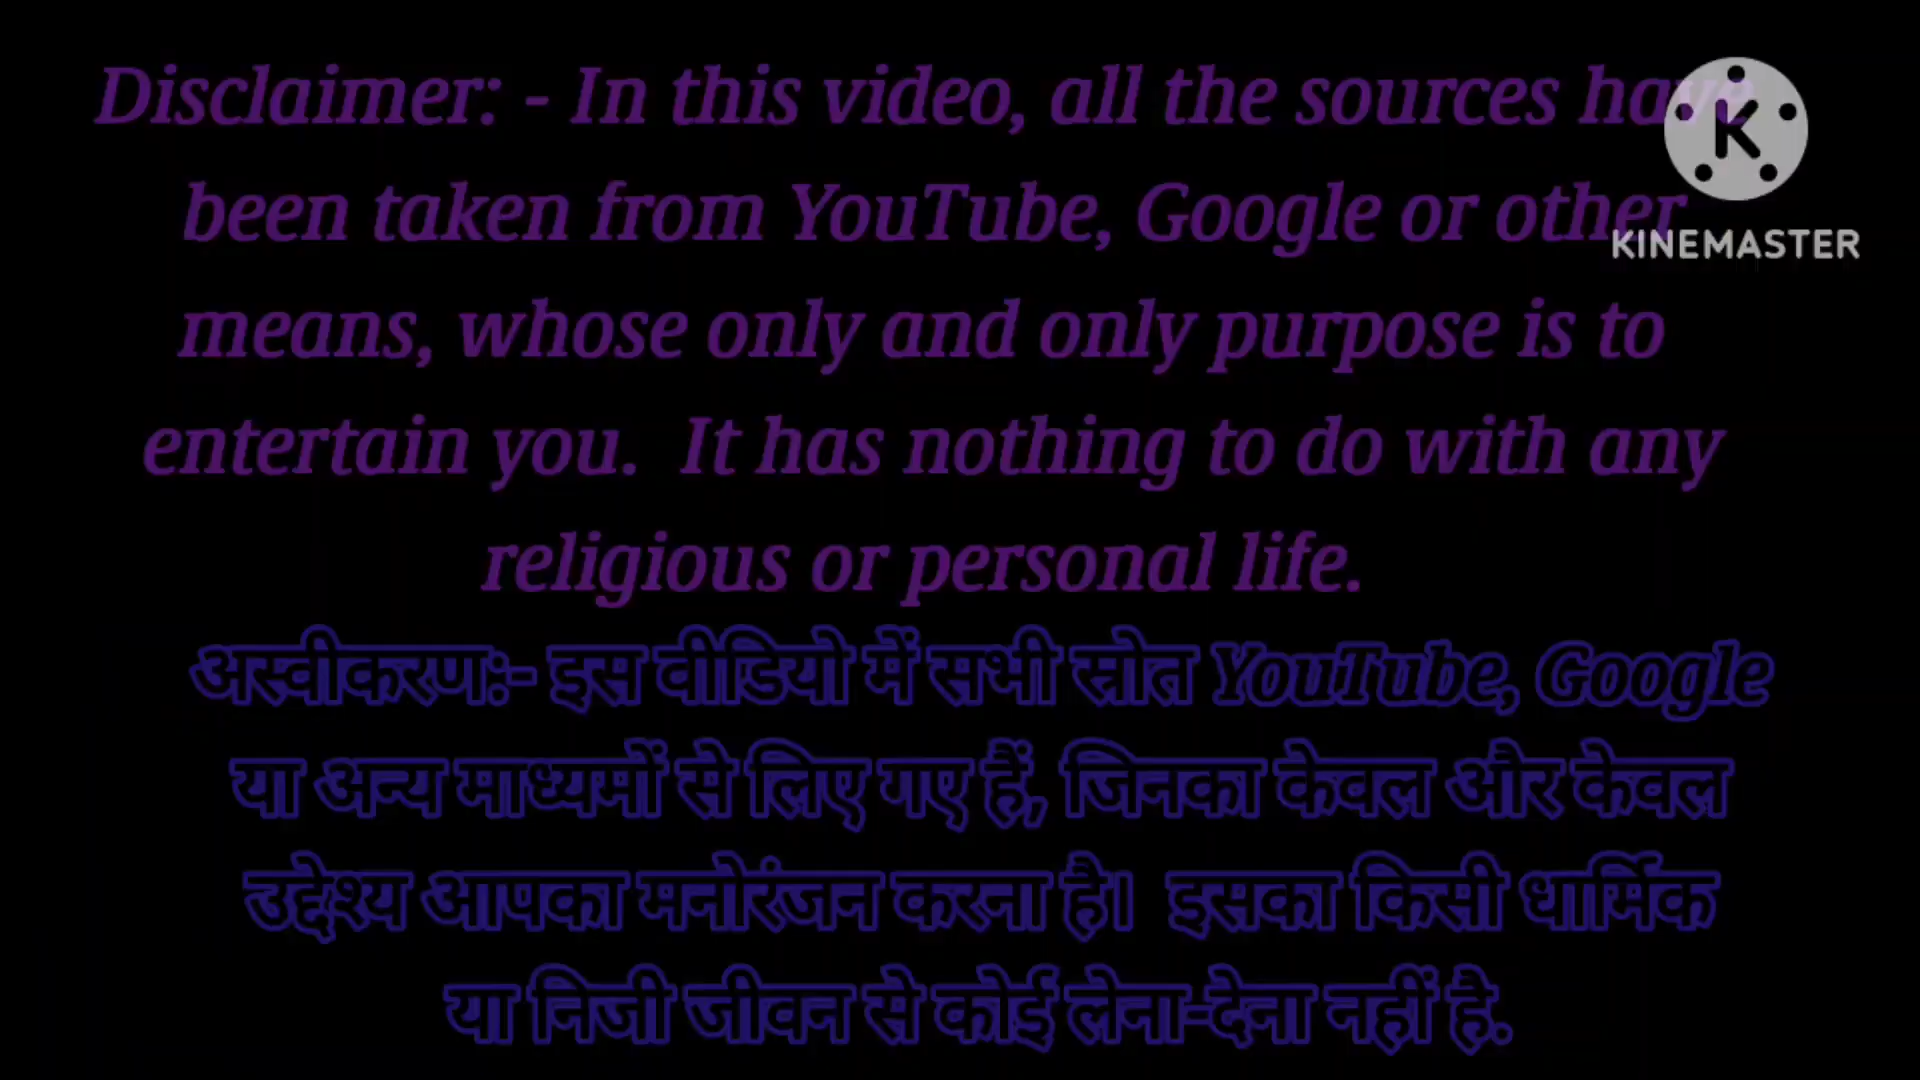 Disclaimer: - In this video, all the sources have
been taken from YouTube, Google or other
means, whose only and only purpose is to
entertain you.  It has nothing to do with any
religious or personal life.
K
KINEMASTER
अस्वीकरण:- इस वीडियो में सभी स्रोत YouTube, Google
या अन्य माध्यमों से लिए गए हैं, जिनका केवल और केवल
उद्देश्य आपका मनोरंजन करना है।  इसका किसी धार्मिक
या निजी जीवन से कोई लेना-देना नहीं है.